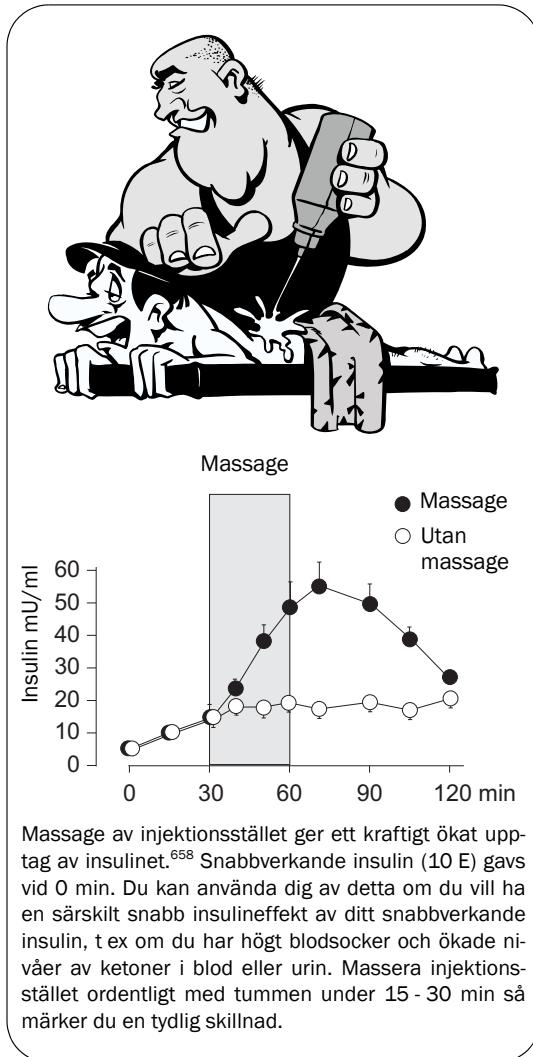 Massage
Massage
Utan
massage
Insulin mU/ml
60
50
40
30
20
10
0
0 30 60 90 120 min
Massage av injektionsstället ger ett kraftigt ökat upp-
tag av insulinet.658 Snabbverkande insulin (10 E) gavs
vid 0 min. Du kan använda dig av detta om du vill ha
en särskilt snabb insulineffekt av ditt snabbverkande
insulin, t ex om du har högt blodsocker och ökade ni-
våer av ketoner i blod eller urin. Massera injektions-
stället ordentligt med tummen under 15 - 30 min så
märker du en tydlig skillnad.